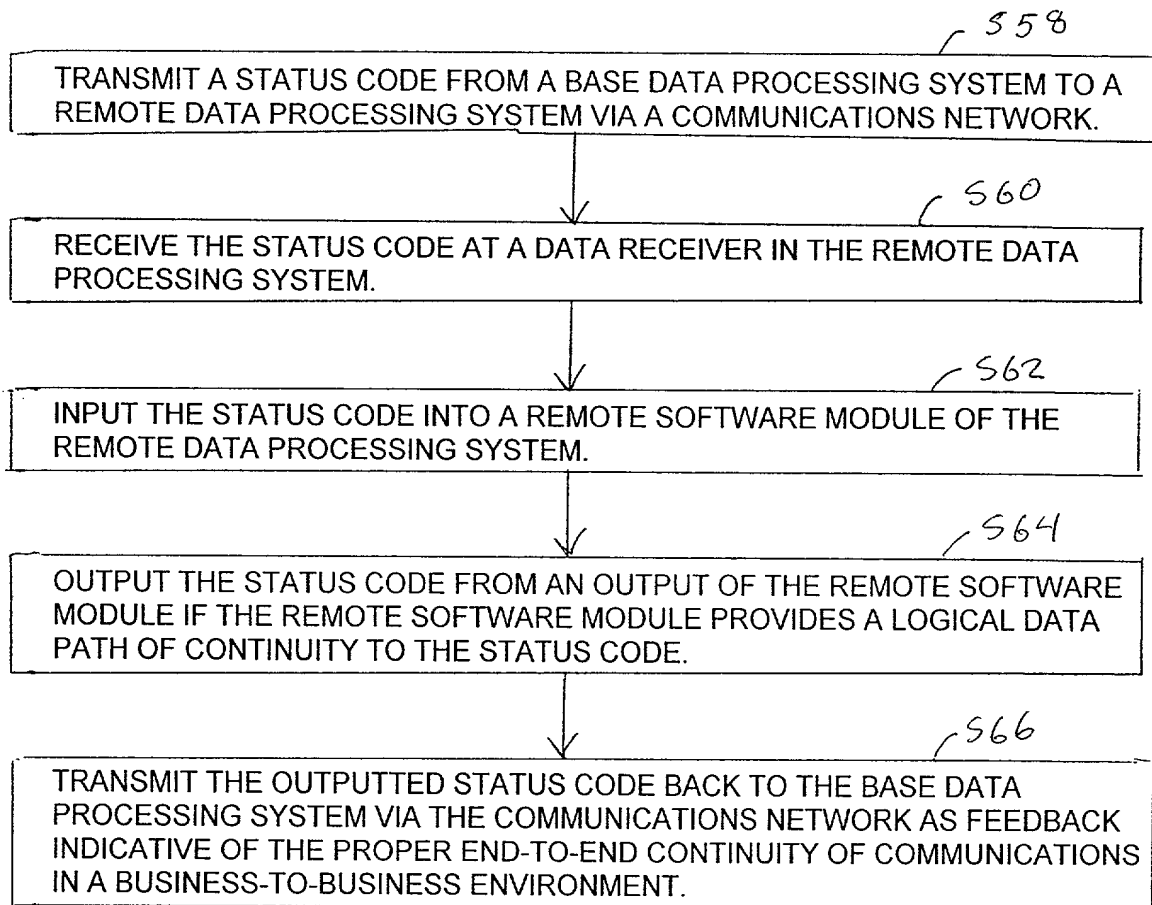 S58
TRANSMIT A STATUS CODE FROM A BASE DATA PROCESSING SYSTEM TO A
REMOTE DATA PROCESSING SYSTEM VIA A COMMUNICATIONS NETWORK.
S60
RECEIVE THE STATUS CODE AT A DATA RECEIVER IN THE REMOTE DATA
PROCESSING SYSTEM.
S62
INPUT THE STATUS CODE INTO A REMOTE SOFTWARE MODULE OF THE
REMOTE DATA PROCESSING SYSTEM.
S64
OUTPUT THE STATUS CODE FROM AN OUTPUT OF THE REMOTE SOFTWARE
MODULE IF THE REMOTE SOFTWARE MODULE PROVIDES A LOGICAL DATA
PATH OF CONTINUITY TO THE STATUS CODE.
S66
TRANSMIT THE OUTPUTTED STATUS CODE BACK TO THE BASE DATA
PROCESSING SYSTEM VIA THE COMMUNICATIONS NETWORK AS FEEDBACK
INDICATIVE OF THE PROPER END-TO-END CONTINUITY OF COMMUNICATIONS
IN A BUSINESS-TO-BUSINESS ENVIRONMENT.